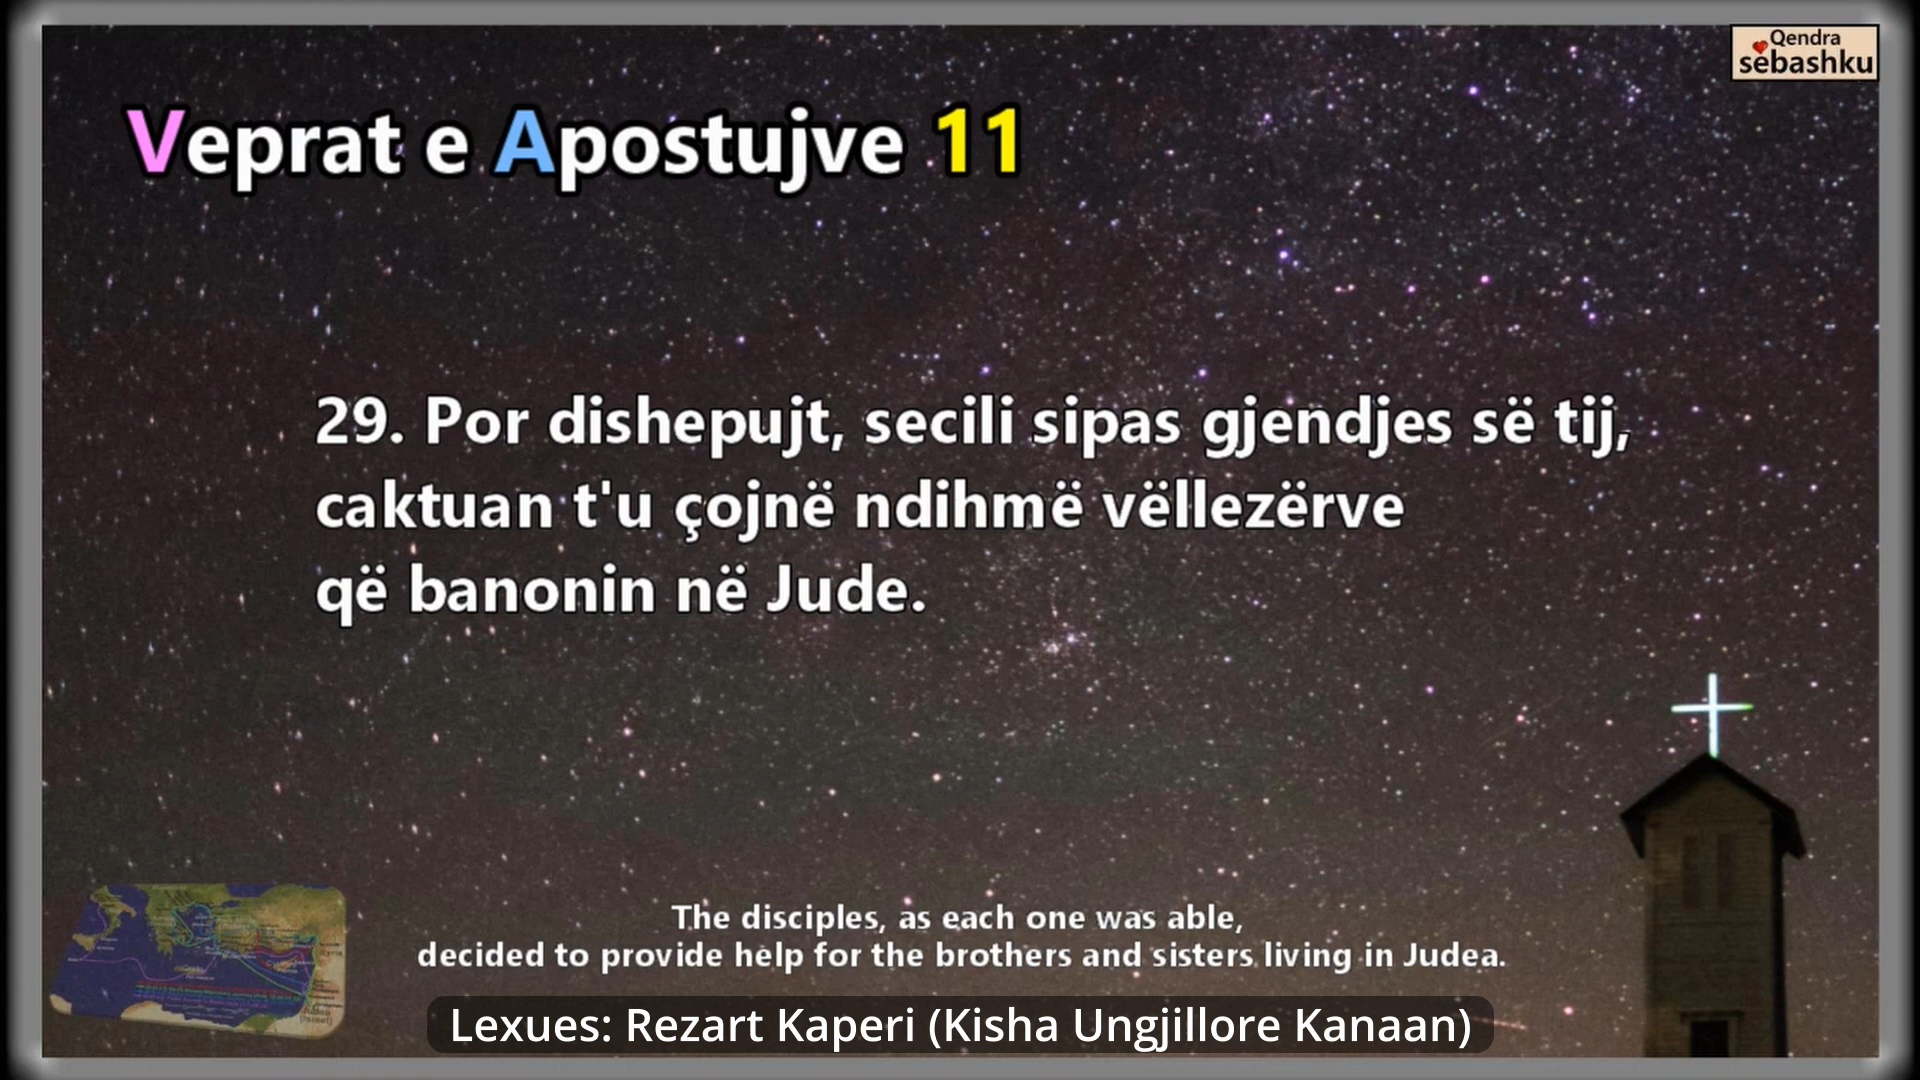 Qendra
sëbashku
Veprat e Apostujve 11
29. Por dishepujt, secili sipas gjendjes së tij,
caktuan t'u çojnë ndihmë vëllezërve
që banonin në Jude.
The disciples, as each one was able,
decided to provide help for the brothers and sisters living in Judea.
Lexues: Rezart Kaperi (Kisha Ungjillore Kanaan)